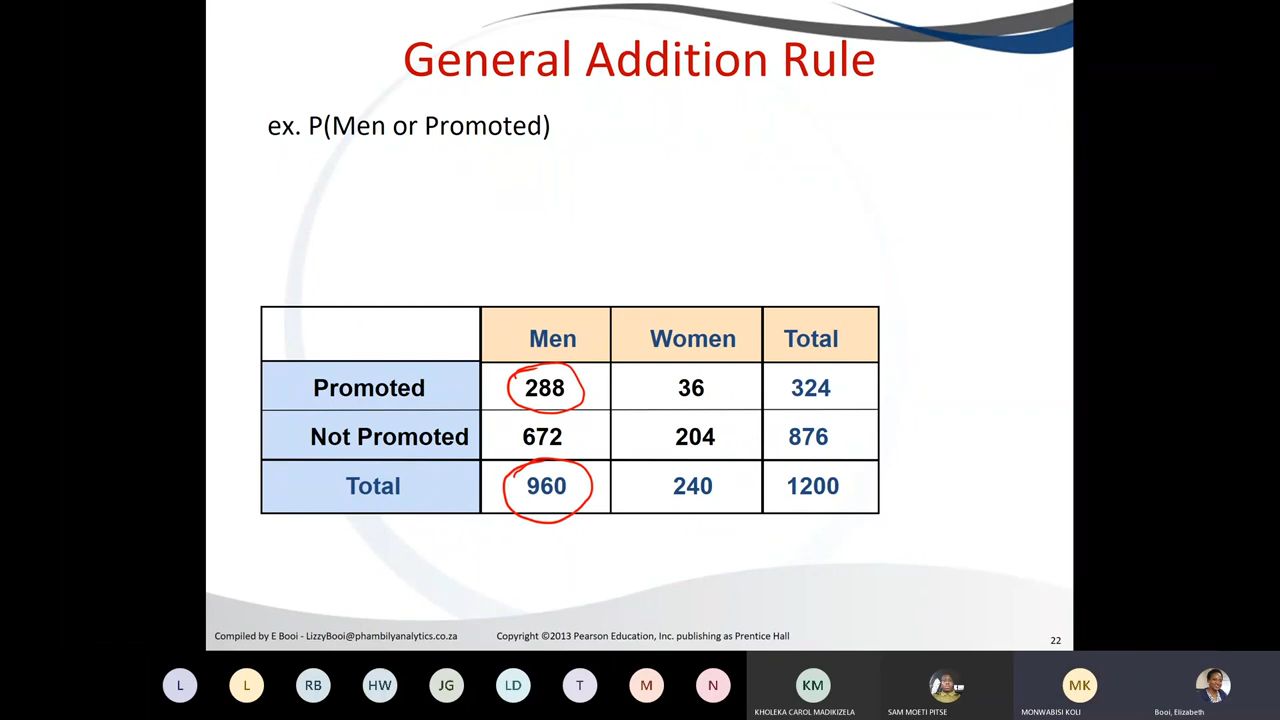 General Addition Rule
ex. P(Men or Promoted)
Men Women Total
Promoted 288 36 324
Not Promoted 672 204 876
Total 960 240 1200
Compiled by E Booi - LizzyBooi@phambilyanalytics.co.za Copyright ©2013 Pearson Education, Inc. publishing as Prentice Hall
22
L L RB HW JG LD T M N KM MK
KHOLEKA CAROL MADIKIZELA SAM MOETI PITSE MONWABISI KOLI Booi, Elizabeth